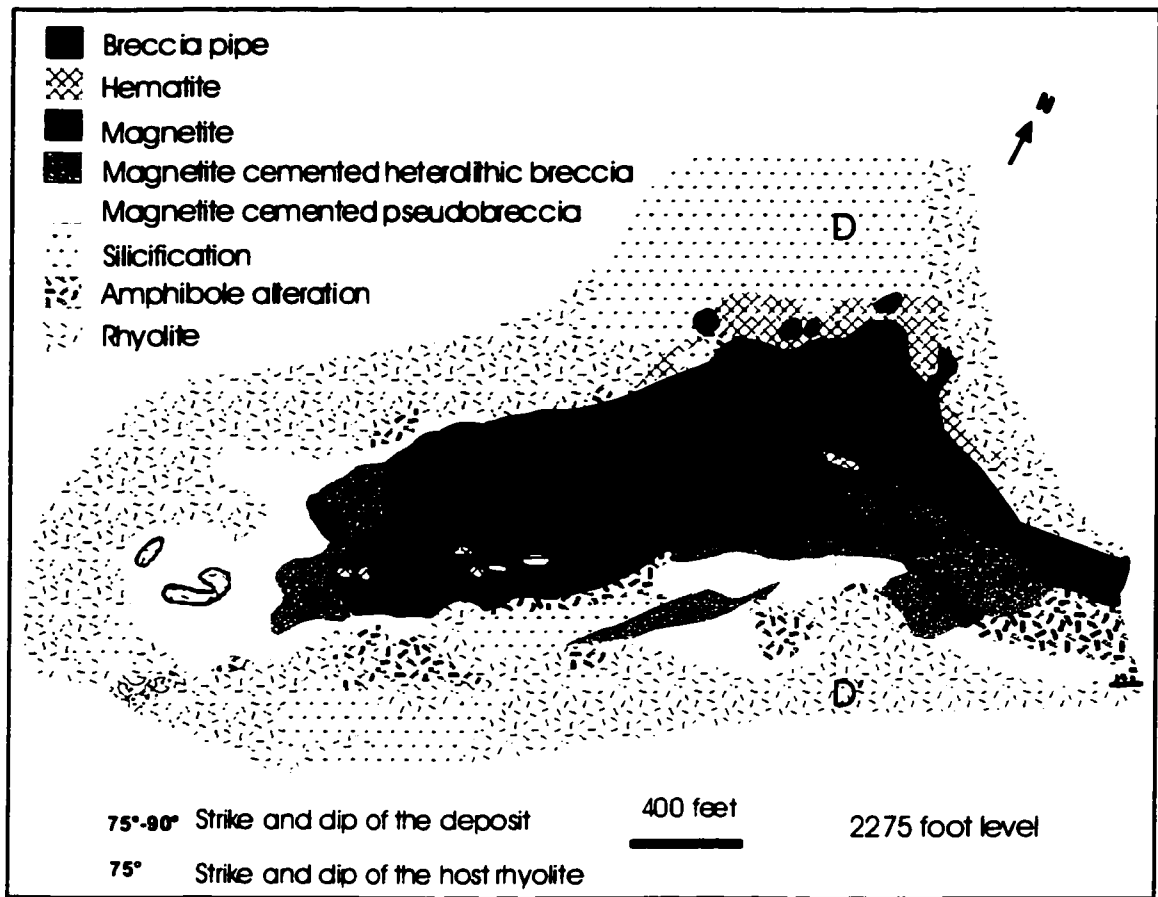 Breccia pipe
Hematite
Magnetite
Magnetite cemented heterolithic breccia
Magnetite cemented pseudobreccia
Silicification
Amphibole alteration
Rhyolite
N
D
D'
75°-90° Strike and dip of the deposit
400 feet
2275 foot level
75° Strike and dip of the host rhyolite